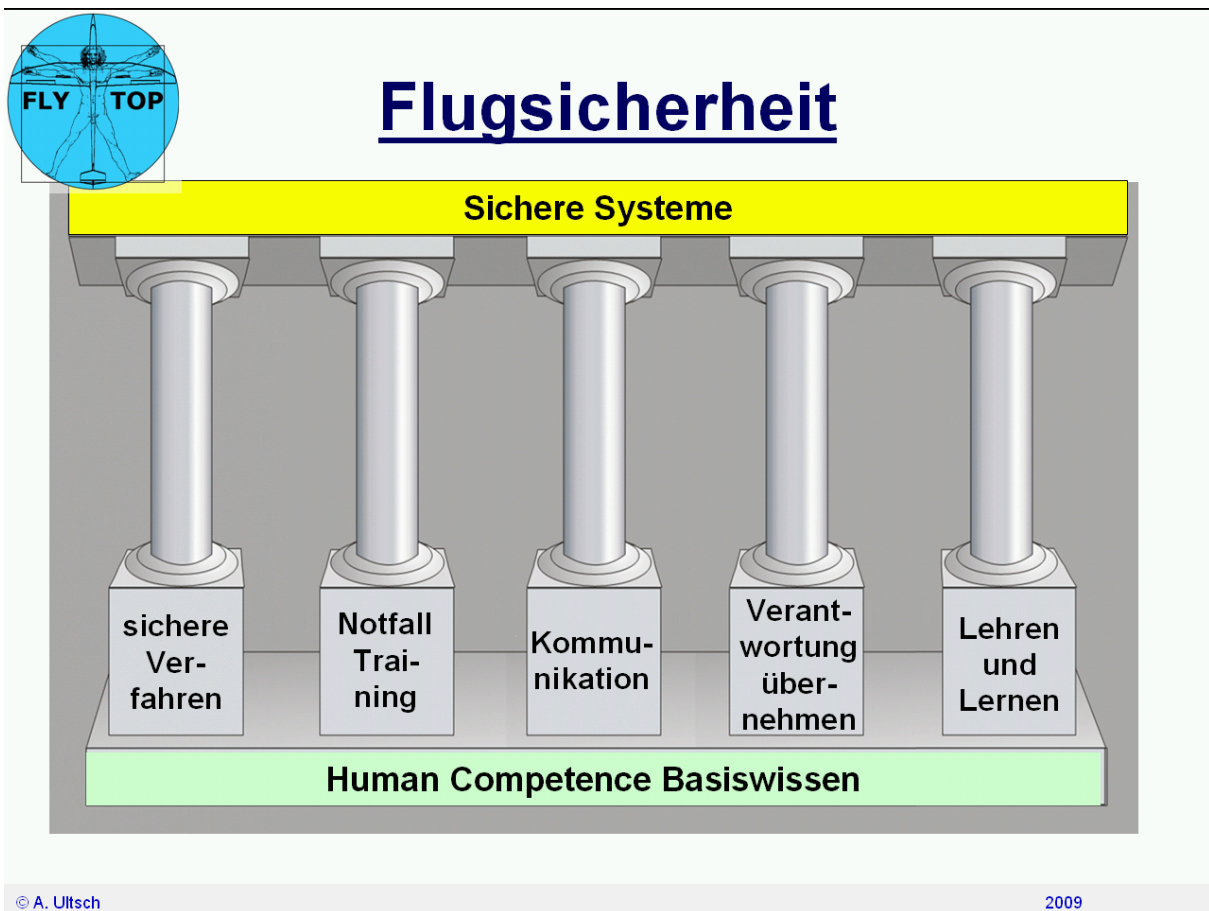 FLY TOP
Flugsicherheit
Sichere Systeme
sichere
Ver-
fahren
Notfall
Trai-
ning
Kommu-
nikation
Verant-
wortung
über-
nehmen
Lehren
und
Lernen
Human Competence Basiswissen
© A. Ultsch
2009